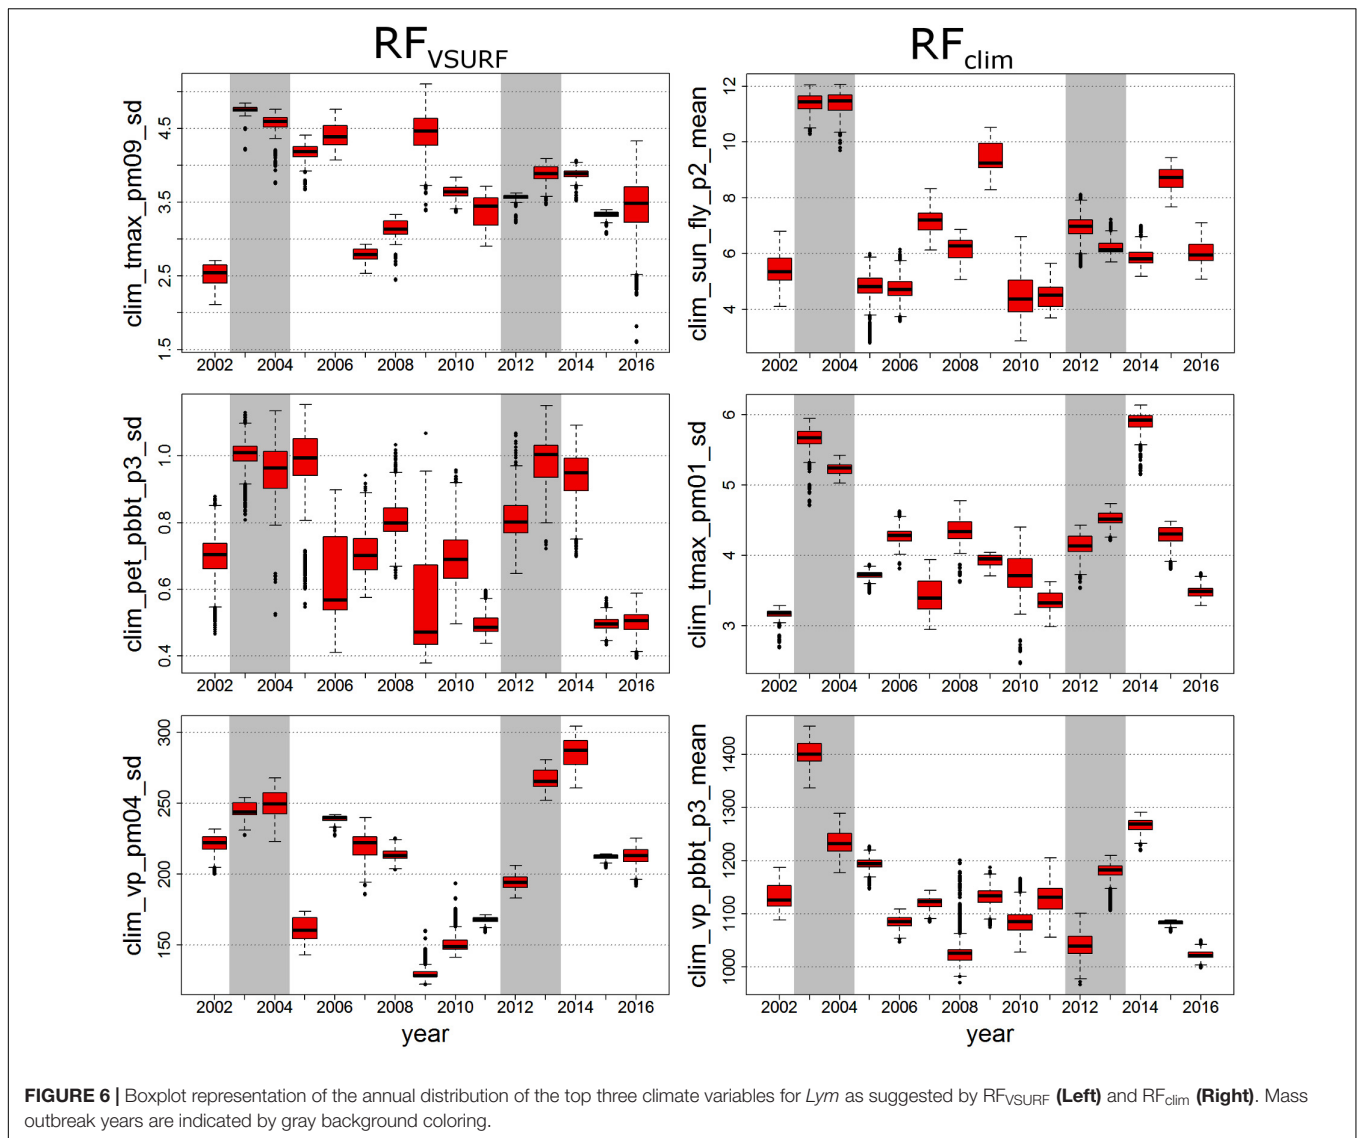 RFVSURF
RFclim
clim_tmax_pm09_sd
1.5 2.5 3.5 4.5
2002 2004 2006 2008 2010 2012 2014 2016
clim_sun_fly_p2_mean
4 6 8 10 12
2002 2004 2006 2008 2010 2012 2014 2016
clim_pet_pbbt_p3_sd
0.4 0.6 0.8 1.0
2002 2004 2006 2008 2010 2012 2014 2016
clim_tmax_pm01_sd
3 4 5 6
2002 2004 2006 2008 2010 2012 2014 2016
clim_vp_pm04_sd
150 200 250 300
2002 2004 2006 2008 2010 2012 2014 2016
year
clim_vp_pbbt_p3_mean
1000 1100 1200 1300 1400
2002 2004 2006 2008 2010 2012 2014 2016
year
FIGURE 6 | Boxplot representation of the annual distribution of the top three climate variables for Lym as suggested by RFVSURF (Left) and RFclim (Right). Mass
outbreak years are indicated by gray background coloring.